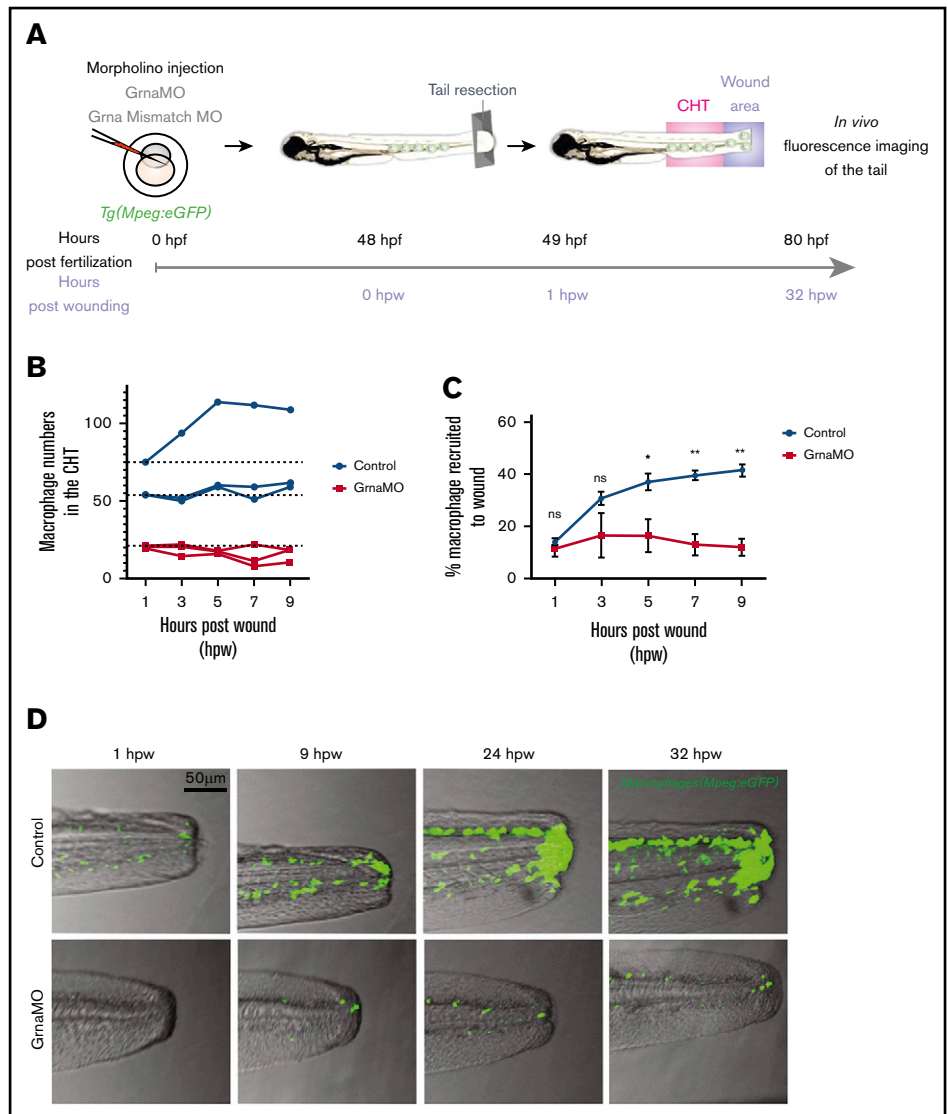 A
Morpholino injection
GrnaMO
Grna Mismatch MO
Tg(Mpeg:eGFP)
Tail resection
CHT
Wound
area
In vivo
fluorescence imaging
of the tail
Hours
post fertilization
0 hpf
48 hpf
49 hpf
80 hpf
Hours
post wounding
0 hpw
1 hpw
32 hpw
B
Macrophage numbers
in the CHT
100
50
0
1 3 5 7 9
Hours post wound
(hpw)
Control
GrnaMO
C
% macrophage recruited
to wound
60
40
20
0
ns
ns
*
**
**
1 3 5 7 9
Hours post wound
(hpw)
Control
GrnaMO
D
1 hpw
9 hpw
24 hpw
32 hpw
50μm
Macrophages(Mpeg:eGFP)
Control
GrnaMO